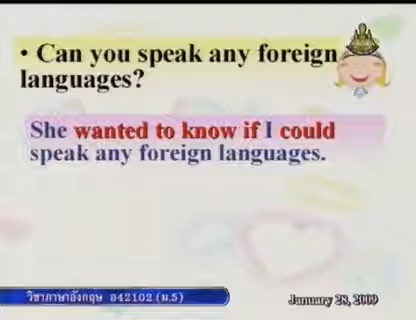 • Can you speak any foreign
languages?
She wanted to know if I could
speak any foreign languages.
วิชาภาษาอังกฤษ อ42102 (ม.5)
January 28, 2009